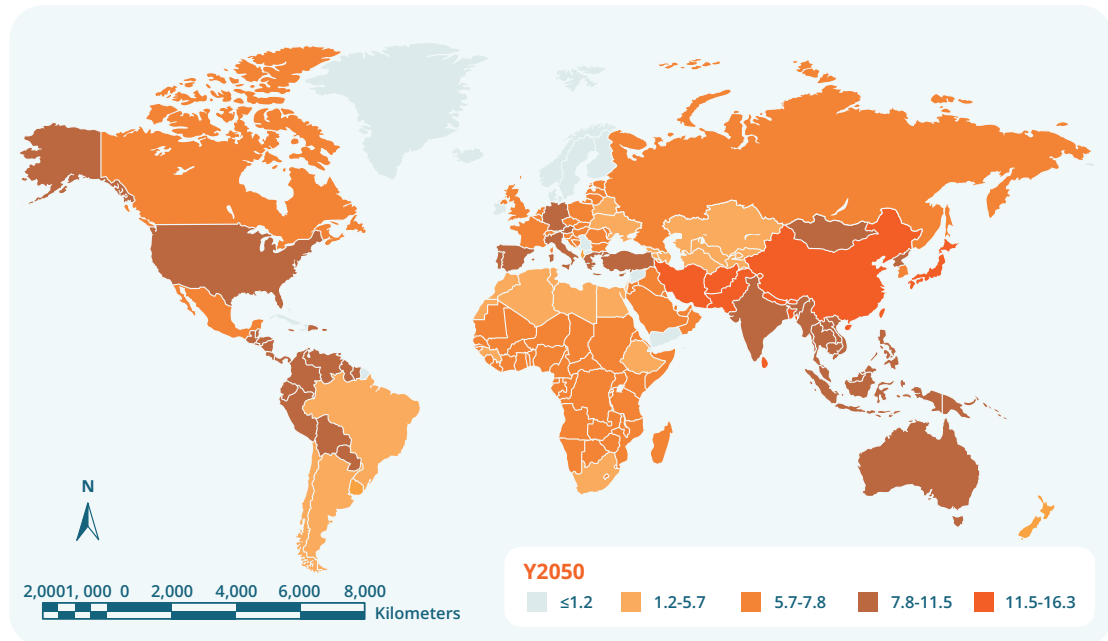 N
2,0001,000 0 2,000 4,000 6,000 8,000
Kilometers
Y2050
≤1.2 1.2-5.7 5.7-7.8 7.8-11.5 11.5-16.3